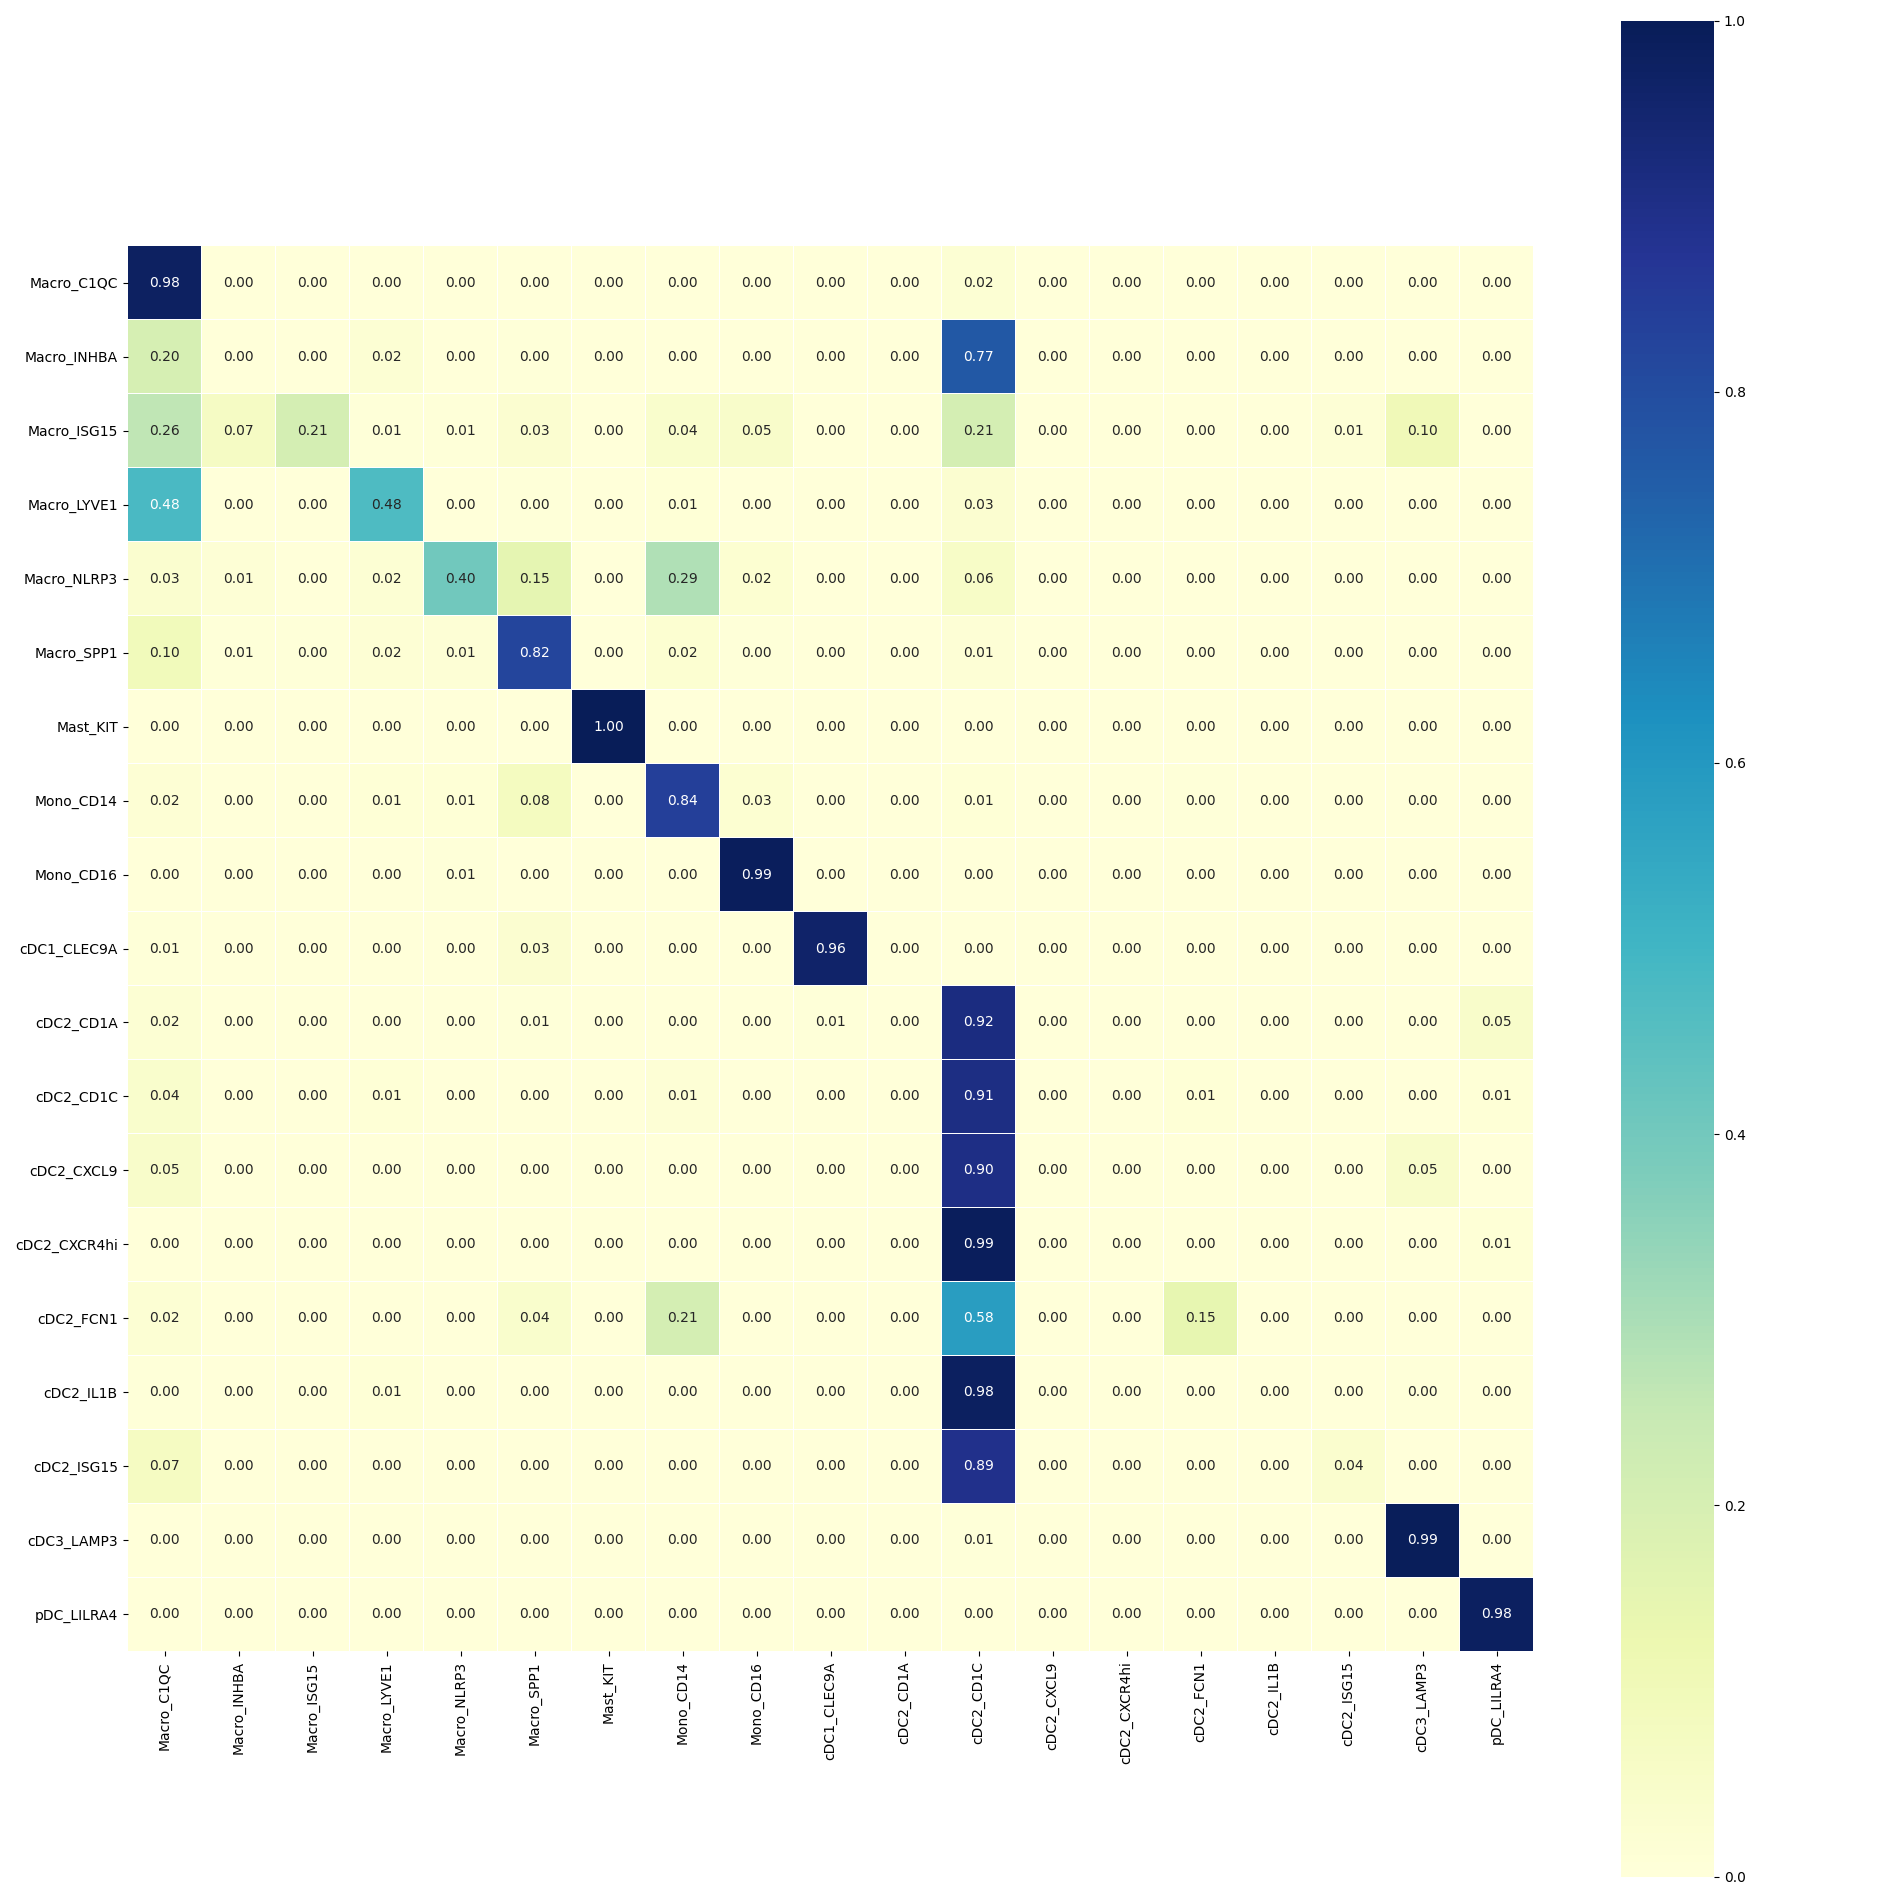 1.0
0.8
0.6
0.4
0.2
0.0
Macro_C1QC 0.98 0.00 0.00 0.00 0.00 0.00 0.00 0.00 0.00 0.00 0.00 0.02 0.00 0.00 0.00 0.00 0.00 0.00 0.00
Macro_INHBA 0.20 0.00 0.00 0.02 0.00 0.00 0.00 0.00 0.00 0.00 0.00 0.77 0.00 0.00 0.00 0.00 0.00 0.00 0.00
Macro_ISG15 0.26 0.07 0.21 0.01 0.01 0.03 0.00 0.04 0.05 0.00 0.00 0.21 0.00 0.00 0.00 0.00 0.01 0.10 0.00
Macro_LYVE1 0.48 0.00 0.00 0.48 0.00 0.00 0.00 0.01 0.00 0.00 0.00 0.03 0.00 0.00 0.00 0.00 0.00 0.00 0.00
Macro_NLRP3 0.03 0.01 0.00 0.02 0.40 0.15 0.00 0.29 0.02 0.00 0.00 0.06 0.00 0.00 0.00 0.00 0.00 0.00 0.00
Macro_SPP1 0.10 0.01 0.00 0.02 0.01 0.82 0.00 0.02 0.00 0.00 0.00 0.01 0.00 0.00 0.00 0.00 0.00 0.00 0.00
Mast_KIT 0.00 0.00 0.00 0.00 0.00 0.00 1.00 0.00 0.00 0.00 0.00 0.00 0.00 0.00 0.00 0.00 0.00 0.00 0.00
Mono_CD14 0.02 0.00 0.00 0.01 0.01 0.08 0.00 0.84 0.03 0.00 0.00 0.01 0.00 0.00 0.00 0.00 0.00 0.00 0.00
Mono_CD16 0.00 0.00 0.00 0.00 0.01 0.00 0.00 0.00 0.99 0.00 0.00 0.00 0.00 0.00 0.00 0.00 0.00 0.00 0.00
cDC1_CLEC9A 0.01 0.00 0.00 0.00 0.00 0.03 0.00 0.00 0.00 0.96 0.00 0.00 0.00 0.00 0.00 0.00 0.00 0.00 0.00
cDC2_CD1A 0.02 0.00 0.00 0.00 0.00 0.01 0.00 0.00 0.00 0.01 0.00 0.92 0.00 0.00 0.00 0.00 0.00 0.00 0.05
cDC2_CD1C 0.04 0.00 0.00 0.01 0.00 0.00 0.00 0.01 0.00 0.00 0.00 0.91 0.00 0.00 0.01 0.00 0.00 0.00 0.01
cDC2_CXCL9 0.05 0.00 0.00 0.00 0.00 0.00 0.00 0.00 0.00 0.00 0.00 0.90 0.00 0.00 0.00 0.00 0.00 0.05 0.00
cDC2_CXCR4hi 0.00 0.00 0.00 0.00 0.00 0.00 0.00 0.00 0.00 0.00 0.00 0.99 0.00 0.00 0.00 0.00 0.00 0.00 0.01
cDC2_FCN1 0.02 0.00 0.00 0.00 0.00 0.04 0.00 0.21 0.00 0.00 0.00 0.58 0.00 0.00 0.15 0.00 0.00 0.00 0.00
cDC2_IL1B 0.00 0.00 0.00 0.01 0.00 0.00 0.00 0.00 0.00 0.00 0.00 0.98 0.00 0.00 0.00 0.00 0.00 0.00 0.00
cDC2_ISG15 0.07 0.00 0.00 0.00 0.00 0.00 0.00 0.00 0.00 0.00 0.00 0.89 0.00 0.00 0.00 0.00 0.04 0.00 0.00
cDC3_LAMP3 0.00 0.00 0.00 0.00 0.00 0.00 0.00 0.00 0.00 0.00 0.00 0.01 0.00 0.00 0.00 0.00 0.00 0.99 0.00
pDC_LILRA4 0.00 0.00 0.00 0.00 0.00 0.00 0.00 0.00 0.00 0.00 0.00 0.00 0.00 0.00 0.00 0.00 0.00 0.00 0.98
Macro_C1QC
Macro_INHBA
Macro_ISG15
Macro_LYVE1
Macro_NLRP3
Macro_SPP1
Mast_KIT
Mono_CD14
Mono_CD16
cDC1_CLEC9A
cDC2_CD1A
cDC2_CD1C
cDC2_CXCL9
cDC2_CXCR4hi
cDC2_FCN1
cDC2_IL1B
cDC2_ISG15
cDC3_LAMP3
pDC_LILRA4